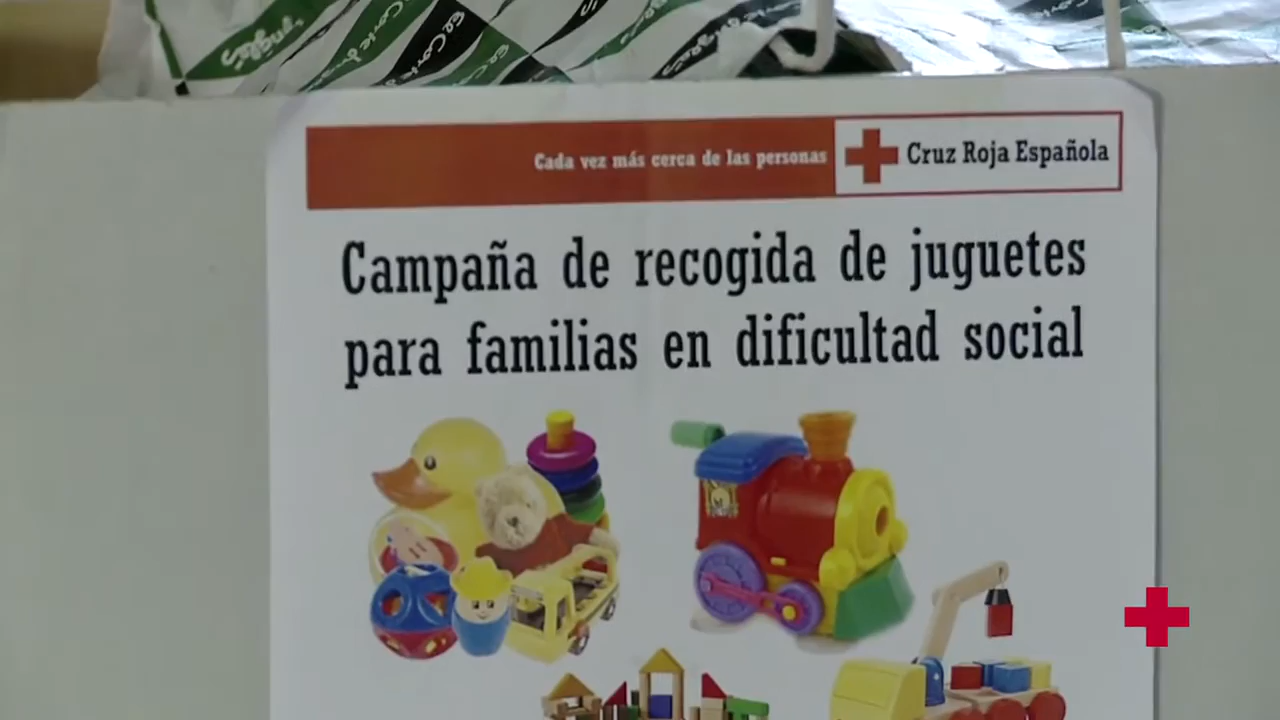 Cada vez más cerca de las personas
Cruz Roja Española
Campaña de recogida de juguetes
para familias en dificultad social